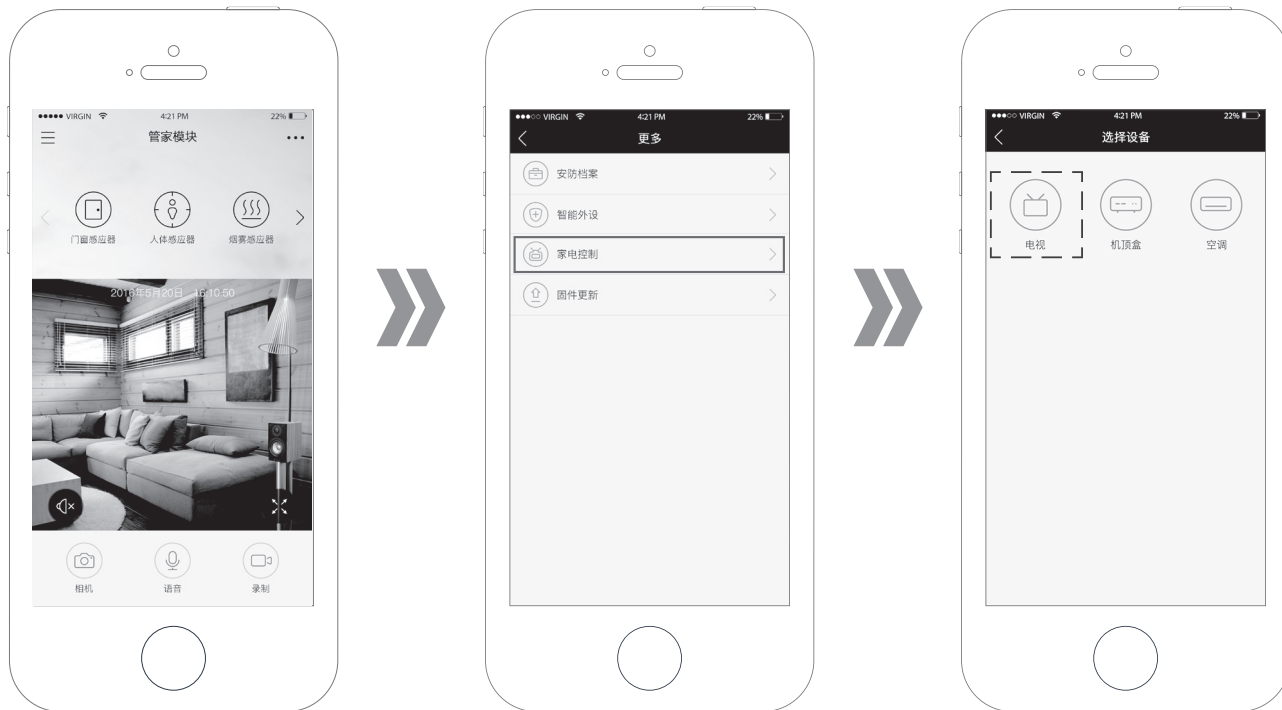 VIRGIN 4:21 PM 22%
管家模块
门窗感应器 人体感应器 烟雾感应器
2016年5月20日 16:10:50
相机 语音 录制
VIRGIN 4:21 PM 22%
更多
安防档案
智能外设
家电控制
固件更新
VIRGIN 4:21 PM 22%
选择设备
电视 机顶盒 空调